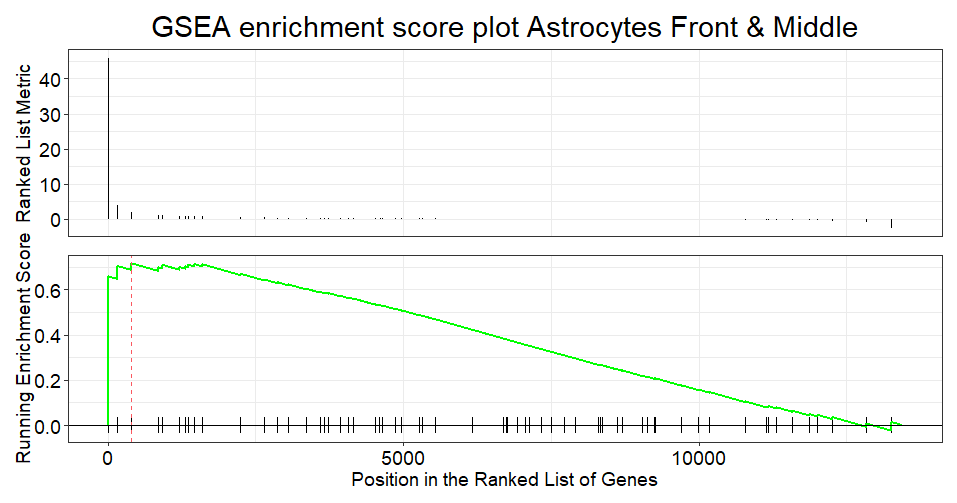 GSEA enrichment score plot Astrocytes Front & Middle
Ranked List Metric
40
30
20
10
0
Running Enrichment Score
0.6
0.4
0.2
0.0
0 5000 10000
Position in the Ranked List of Genes